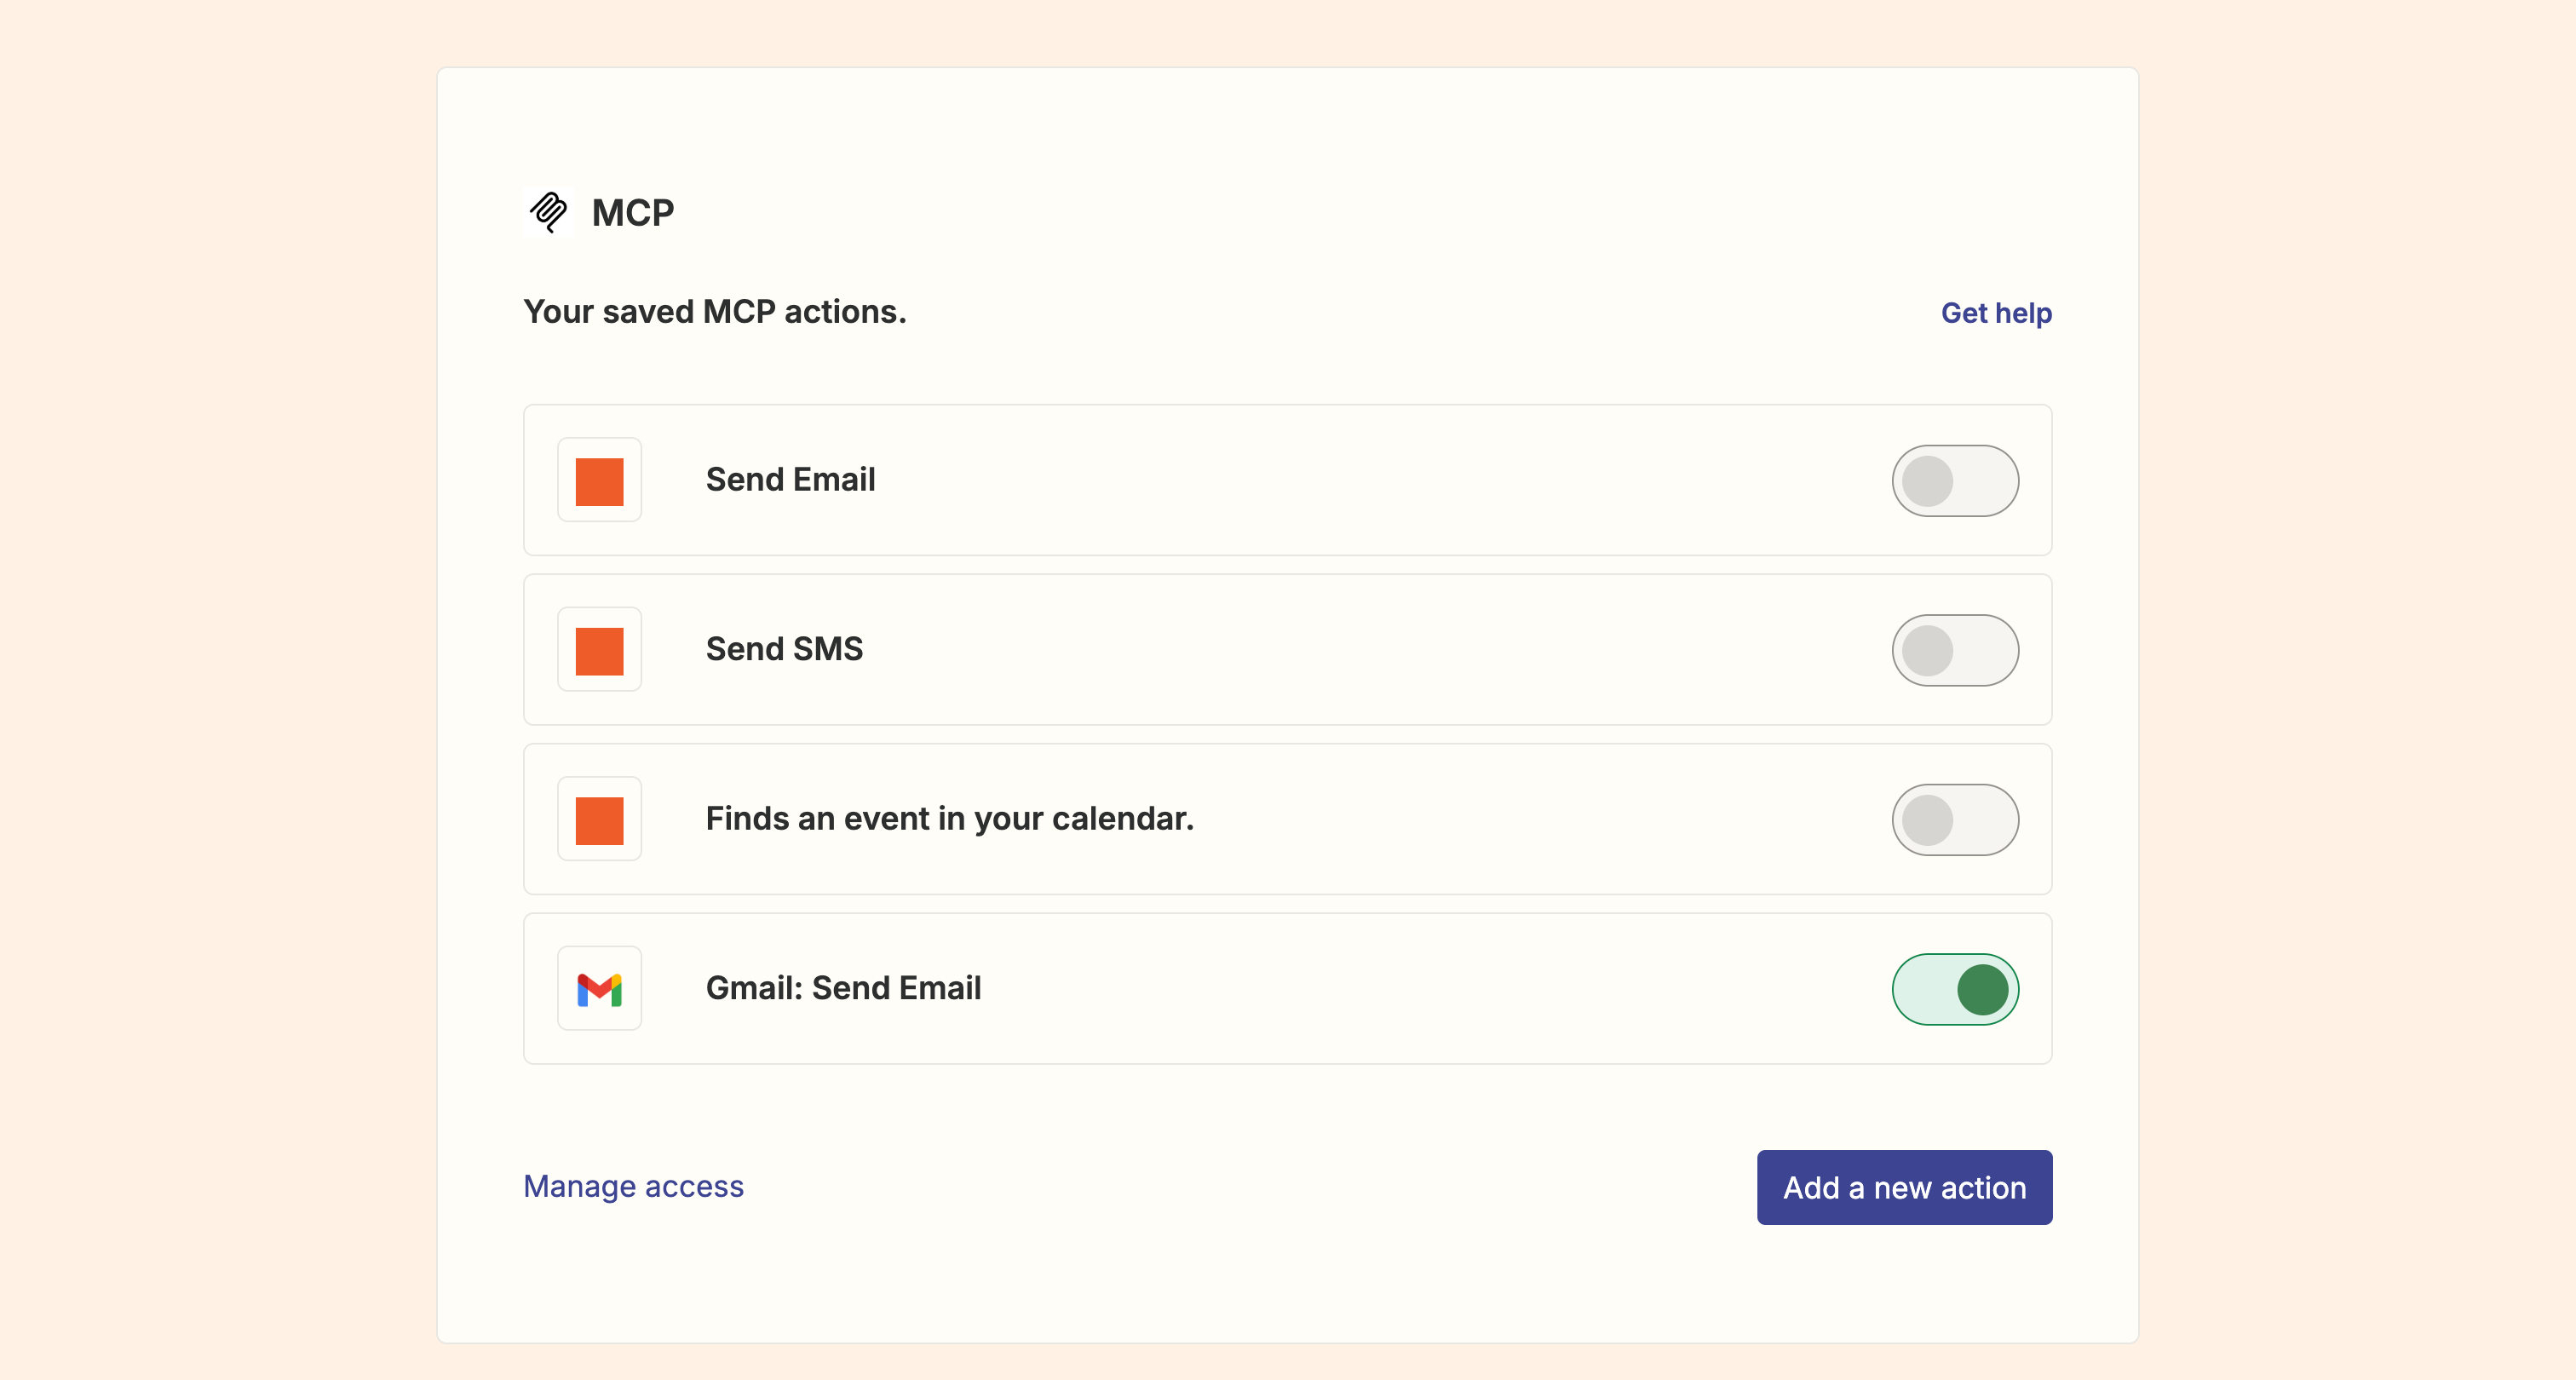 MCP
Your saved MCP actions.
Get help
Send Email
Send SMS
Finds an event in your calendar.
Gmail: Send Email
Manage access
Add a new action